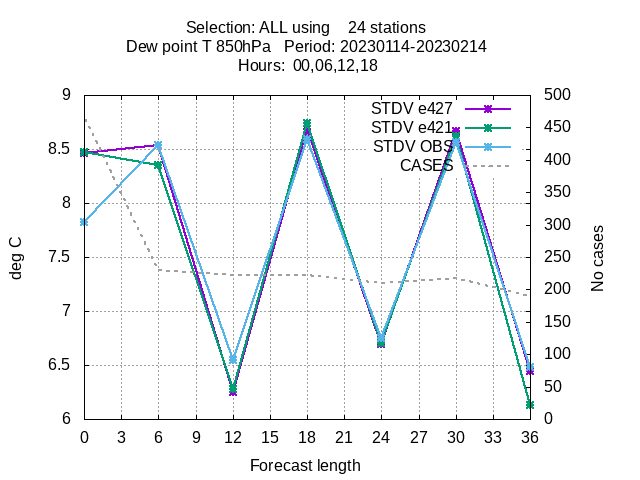 Selection: ALL using    24 stations
Dew point T 850hPa   Period: 20230114-20230214
Hours:  00,06,12,18
STDV e427
STDV e421
STDV OBS
CASES
9
8.5
8
7.5
7
6.5
6
500
450
400
350
300
250
200
150
100
50
0
deg C
No cases
0 3 6 9 12 15 18 21 24 27 30 33 36
Forecast length